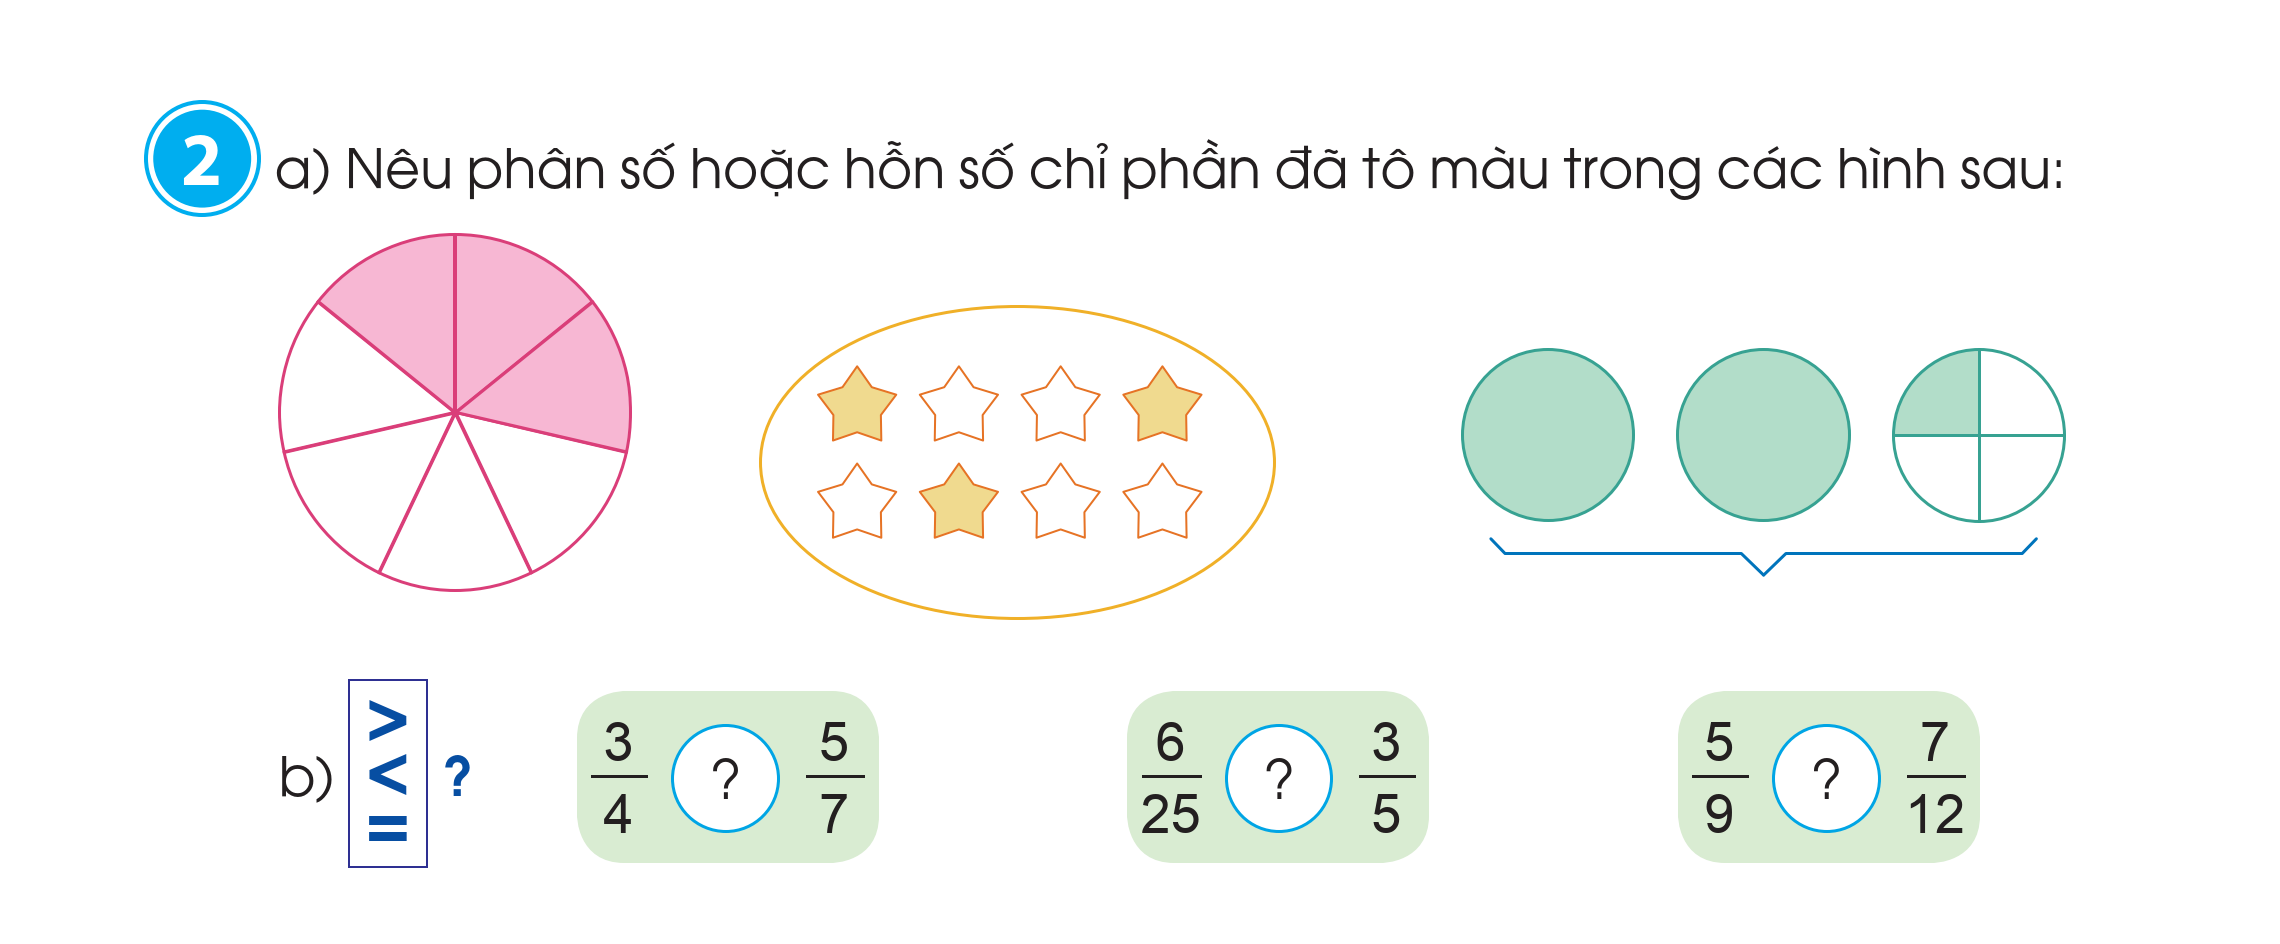 2 a) Nêu phân số hoặc hỗn số chỉ phần đã tô màu trong các hình sau:
b) > < = ?
3/4 ? 5/7
6/25 ? 3/5
5/9 ? 7/12